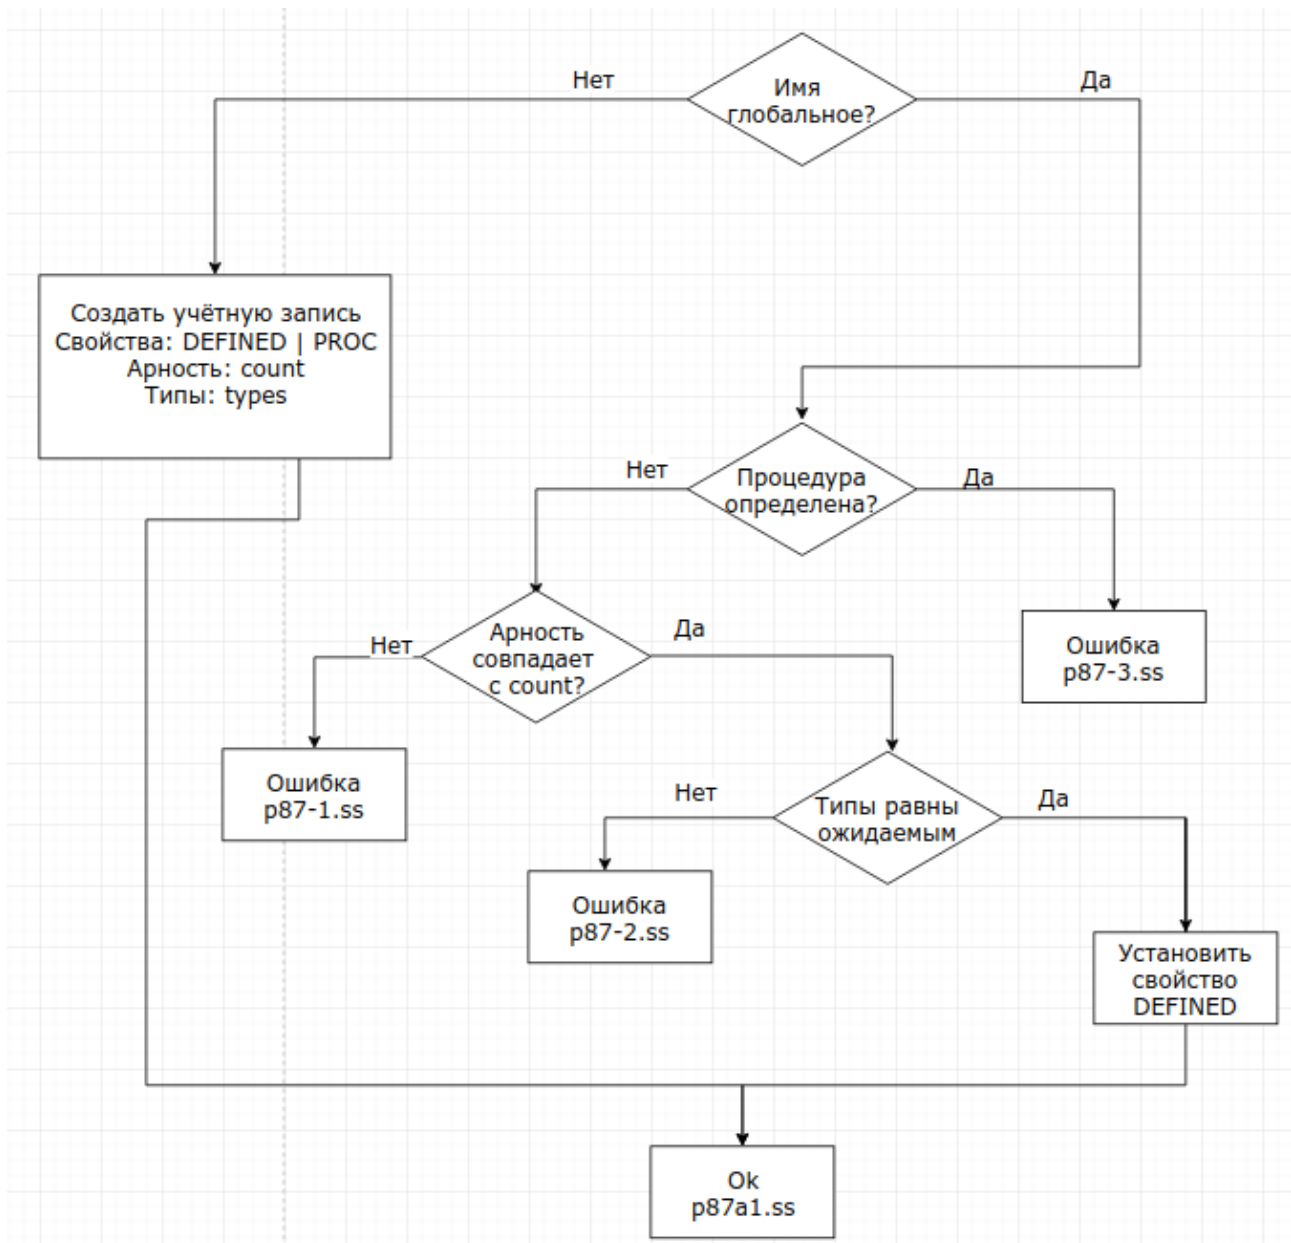 Нет
Да
Имя
глобальное?
Создать учётную запись
Свойства: DEFINED | PROC
Арность: count
Типы: types
Нет
Да
Процедура
определена?
Нет
Да
Арность
совпадает
с count?
Ошибка
p87-3.ss
Ошибка
p87-1.ss
Нет
Да
Типы равны
ожидаемым
Ошибка
p87-2.ss
Установить
свойство
DEFINED
Ok
p87a1.ss